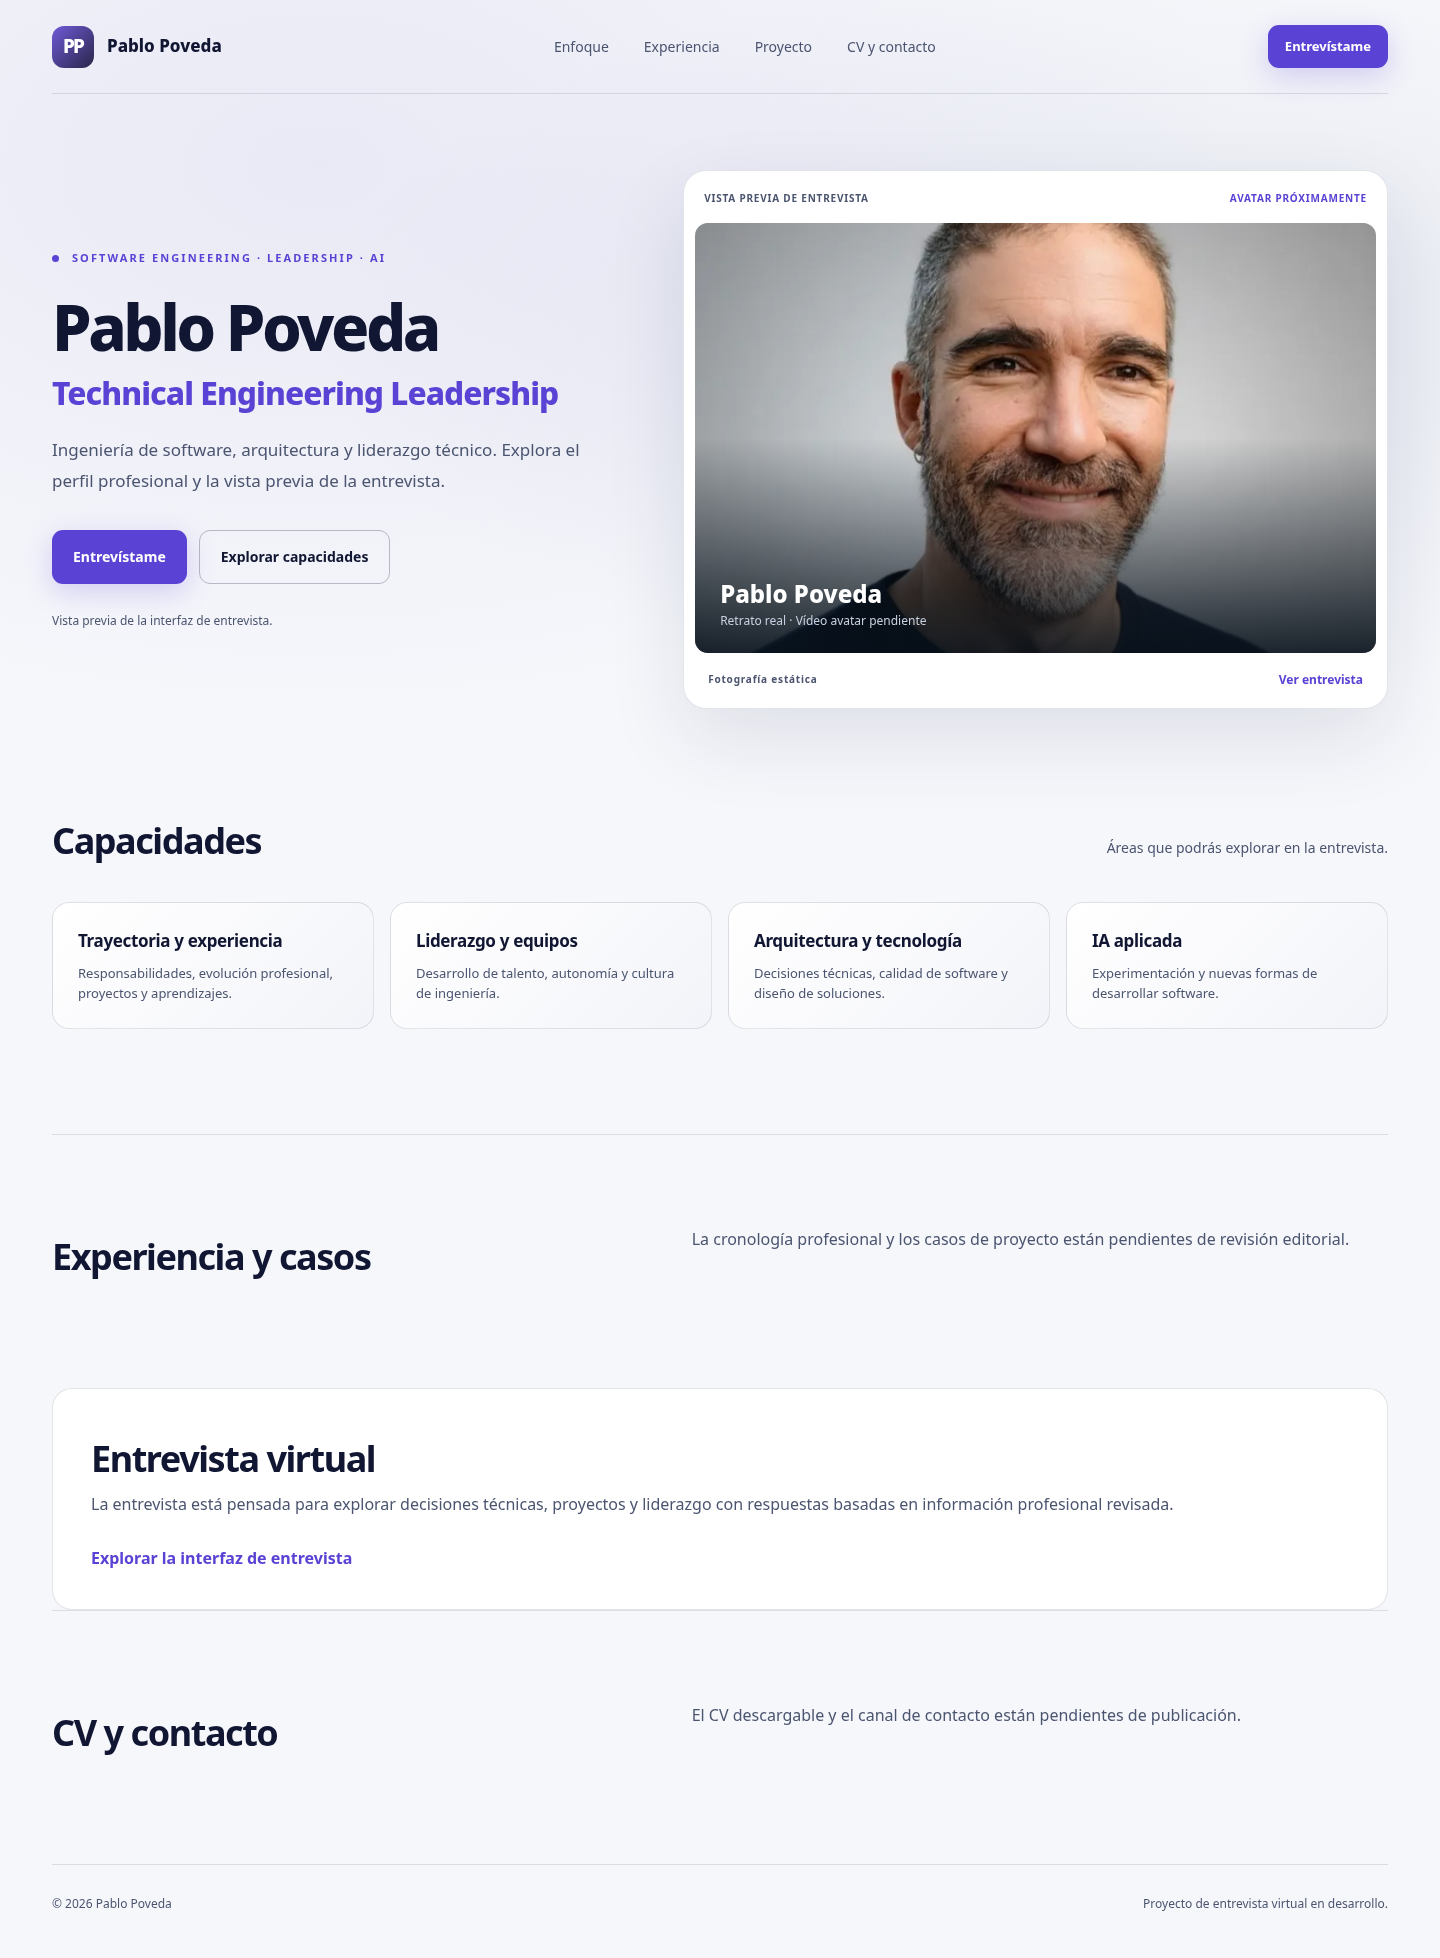 PP
Pablo Poveda
Enfoque
Experiencia
Proyecto
CV y contacto
Entrevístame
SOFTWARE ENGINEERING · LEADERSHIP · AI
Pablo Poveda
Technical Engineering Leadership
Ingeniería de software, arquitectura y liderazgo técnico. Explora el
perfil profesional y la vista previa de la entrevista.
Entrevístame
Explorar capacidades
Vista previa de la interfaz de entrevista.
VISTA PREVIA DE ENTREVISTA
AVATAR PRÓXIMAMENTE
Pablo Poveda
Retrato real · Vídeo avatar pendiente
Fotografía estática
Ver entrevista
Capacidades
Áreas que podrás explorar en la entrevista.
Trayectoria y experiencia
Responsabilidades, evolución profesional,
proyectos y aprendizajes.
Liderazgo y equipos
Desarrollo de talento, autonomía y cultura
de ingeniería.
Arquitectura y tecnología
Decisiones técnicas, calidad de software y
diseño de soluciones.
IA aplicada
Experimentación y nuevas formas de
desarrollar software.
Experiencia y casos
La cronología profesional y los casos de proyecto están pendientes de revisión editorial.
Entrevista virtual
La entrevista está pensada para explorar decisiones técnicas, proyectos y liderazgo con respuestas basadas en información profesional revisada.
Explorar la interfaz de entrevista
CV y contacto
El CV descargable y el canal de contacto están pendientes de publicación.
© 2026 Pablo Poveda
Proyecto de entrevista virtual en desarrollo.